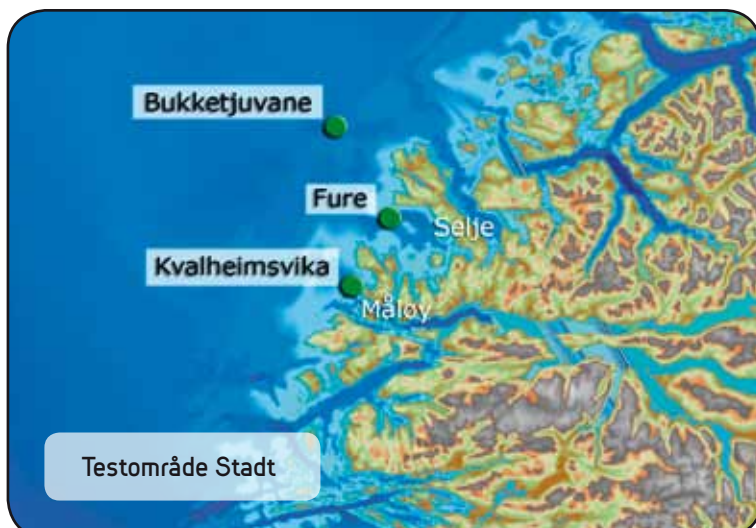 Bukketjuvane
Fure
Selje
Kvalheimsvika
Måløy
Testområde Stadt